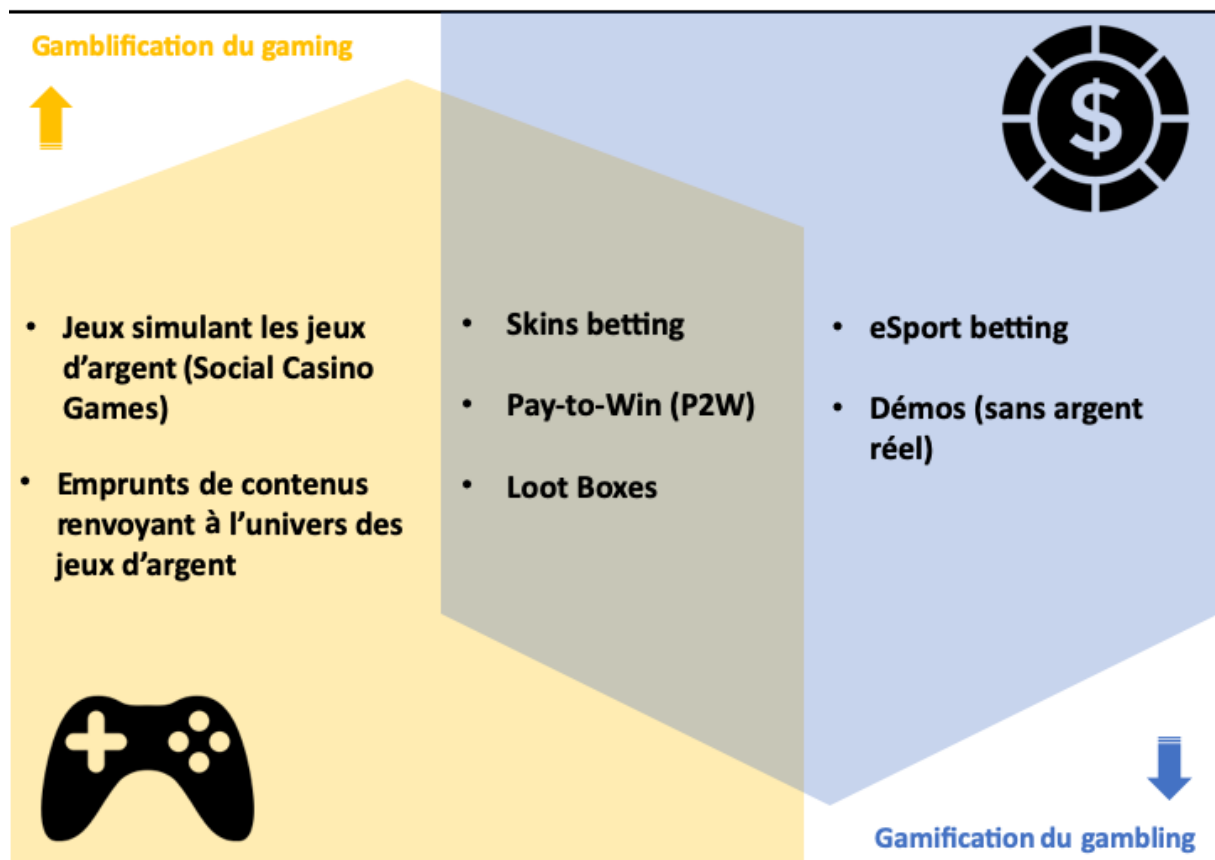 Gamblification du gaming
$
• Jeux simulant les jeux
d’argent (Social Casino
Games)
• Emprunts de contenus
renvoyant à l’univers des
jeux d’argent
• Skins betting
• Pay-to-Win (P2W)
• Loot Boxes
• eSport betting
• Démos (sans argent
réel)
Gamification du gambling